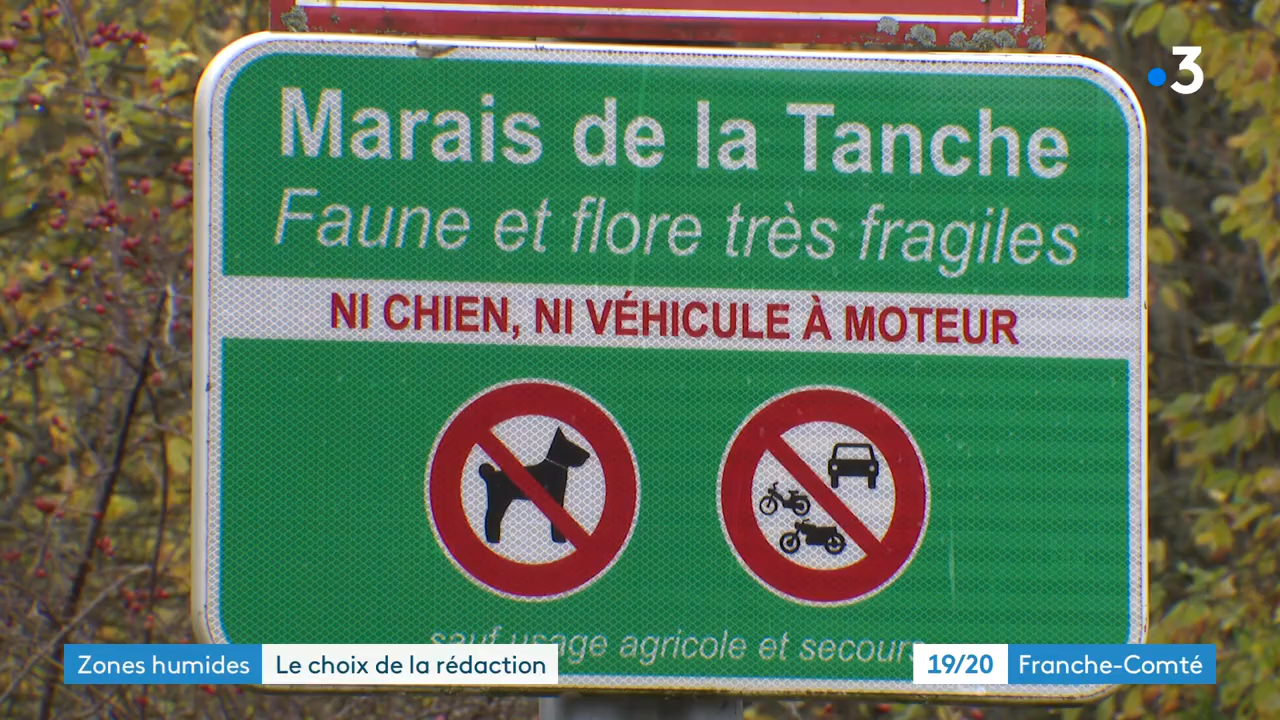 3
Marais de la Tanche
Faune et flore très fragiles
NI CHIEN, NI VÉHICULE À MOTEUR
sauf usage agricole et secours
Zones humides Le choix de la rédaction
19/20 Franche-Comté